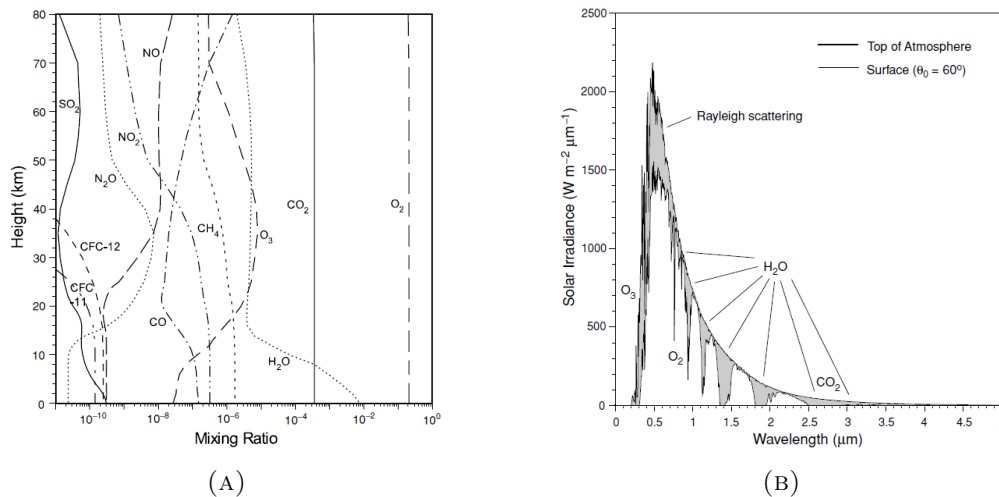 80
70
60
50
40
30
20
10
0
Height (km)
10⁻¹⁰ 10⁻⁸ 10⁻⁶ 10⁻⁴ 10⁻² 10⁰
Mixing Ratio
NO
SO₂
NO₂
N₂O
CFC-12
CFC
-11
CO
CH₄
O₃
H₂O
CO₂
O₂
(A)
2500
2000
1500
1000
500
0
Solar Irradiance (W m⁻² μm⁻¹)
Top of Atmosphere
Surface (θ₀ = 60º)
Rayleigh scattering
H₂O
O₃
O₂
CO₂
0 0.5 1 1.5 2 2.5 3 3.5 4 4.5
Wavelength (μm)
(B)